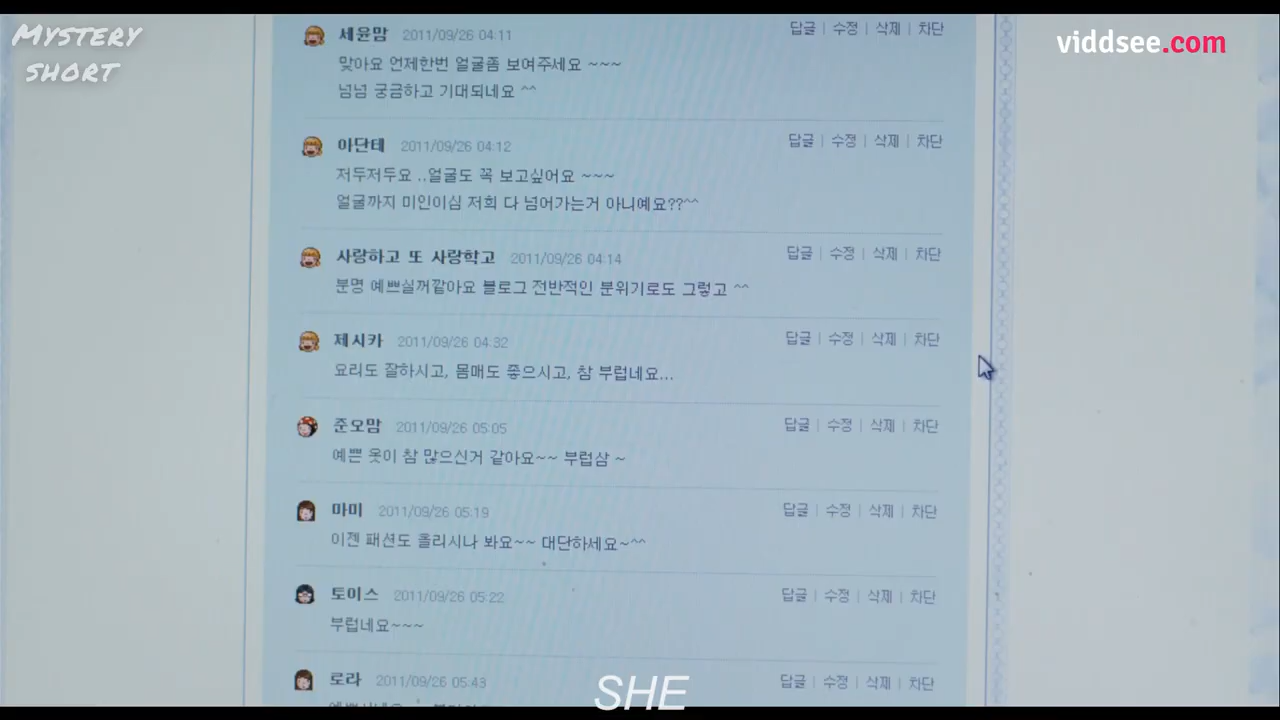 MYSTERY
SHORT
viddsee.com
세윤맘 2011/09/26 04:11 답글 | 수정 | 삭제 | 차단
맞아요 언제한번 얼굴좀 보여주세요 ~~~
넘넘 궁금하고 기대되네요 ^^
아단테 2011/09/26 04:12 답글 | 수정 | 삭제 | 차단
저두저두요 ..얼굴도 꼭 보고싶어요 ~~~
얼굴까지 미인이심 저희 다 넘어가는거 아니예요??^^
사랑하고 또 사랑학고 2011/09/26 04:14 답글 | 수정 | 삭제 | 차단
분명 예쁘실꺼같아요 블로그 전반적인 분위기로도 그렇고 ^^
제시카 2011/09/26 04:32 답글 | 수정 | 삭제 | 차단
요리도 잘하시고, 몸매도 좋으시고, 참 부럽네요...
준오맘 2011/09/26 05:05 답글 | 수정 | 삭제 | 차단
예쁜 옷이 참 많으신거 같아요~~ 부럽삼 ~
마미 2011/09/26 05:19 답글 | 수정 | 삭제 | 차단
이젠 패션도 올리시나 봐요~~ 대단하세요~^^
토이스 2011/09/26 05:22 답글 | 수정 | 삭제 | 차단
부럽네요~~~
로라 2011/09/26 05:43 답글 | 수정 | 삭제 | 차단
SHE